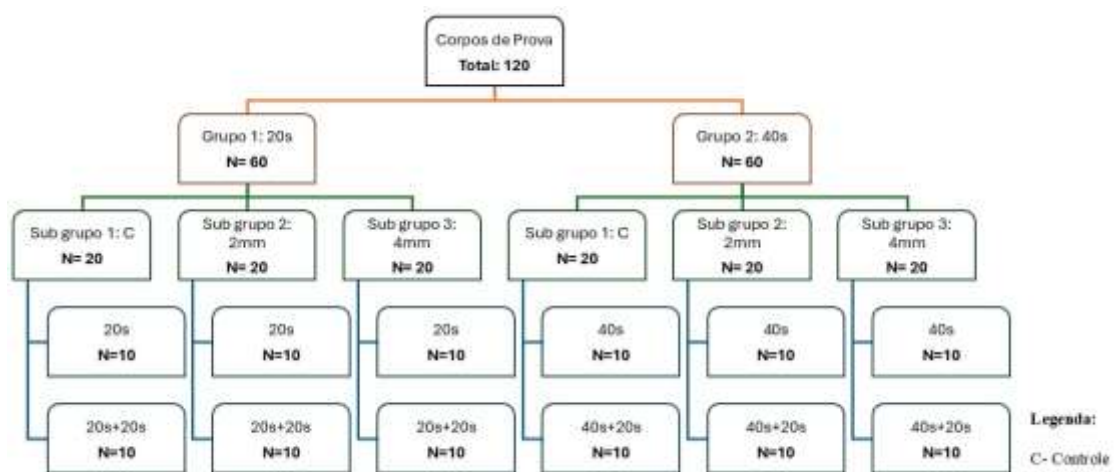 Corpos de Prova
Total: 120
Grupo 1: 20s
N= 60
Grupo 2: 40s
N= 60
Sub grupo 1: C
N= 20
Sub grupo 2:
2mm
N= 20
Sub grupo 3:
4mm
N= 20
Sub grupo 1: C
N= 20
Sub grupo 2:
2mm
N= 20
Sub grupo 3:
4mm
N= 20
20s
N=10
20s
N=10
20s
N=10
40s
N=10
40s
N=10
40s
N=10
20s+20s
N=10
20s+20s
N=10
20s+20s
N=10
40s+20s
N=10
40s+20s
N=10
40s+20s
N=10
Legenda:
C- Controle